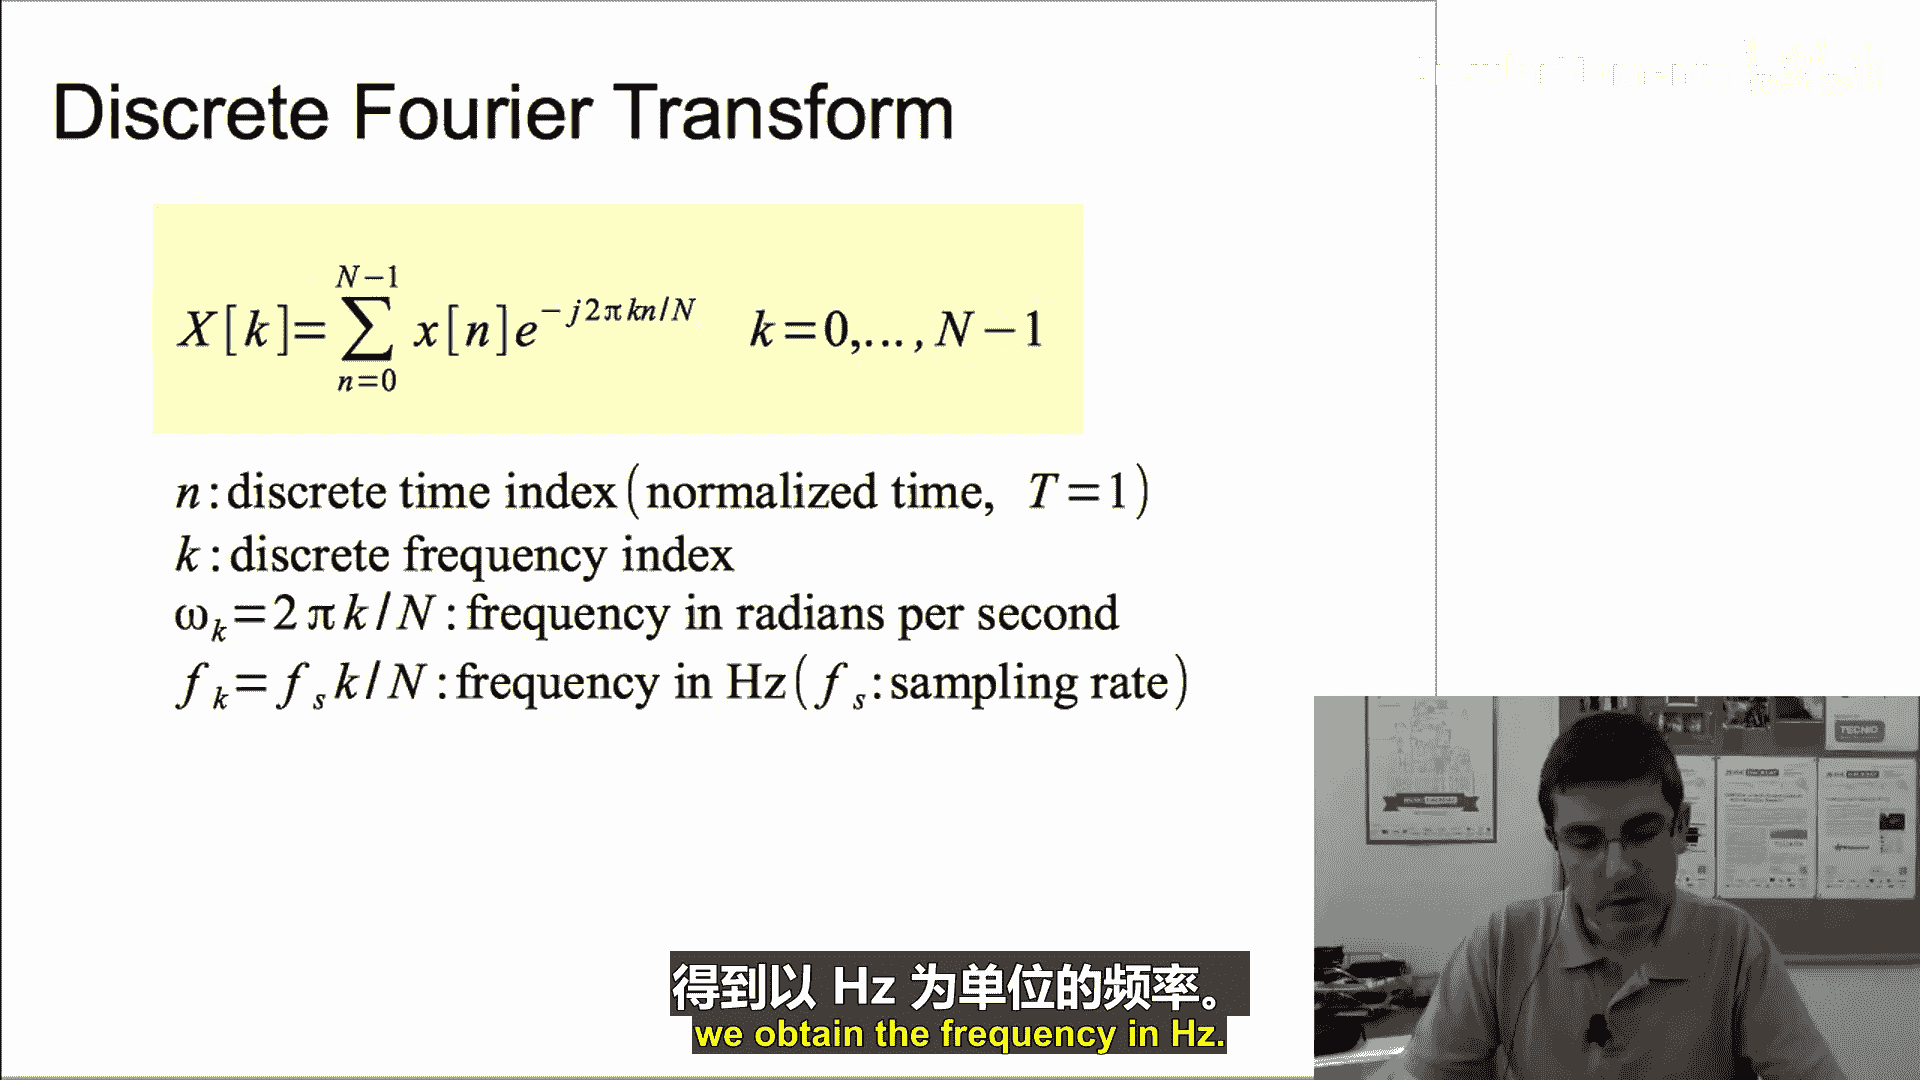 Discrete Fourier Transform
X[k]=∑_{n=0}^{N−1} x[n]e^{−j2πkn/N}   k=0,...,N−1
n:discrete time index(normalized time, T=1)
k:discrete frequency index
ω_k=2πk/N:frequency in radians per second
f_k=f_s k/N:frequency in Hz(f_s:sampling rate)
TECNIO
得到以 Hz 为单位的频率。
we obtain the frequency in Hz.